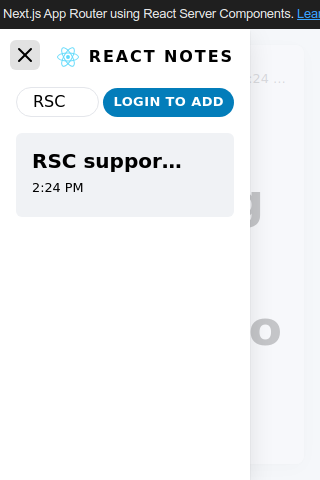 Next.js App Router using React Server Components. Lear
REACT NOTES
RSC
LOGIN TO ADD
RSC suppor...
2:24 PM
:24 ...
g
o